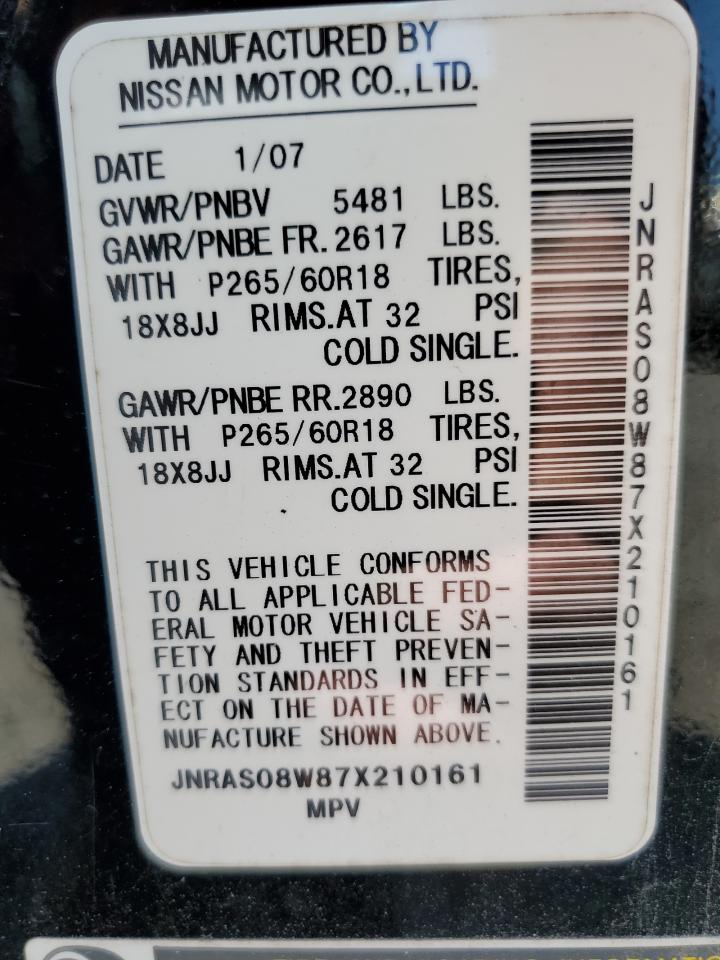 MANUFACTURED BY
NISSAN MOTOR CO.,LTD.
DATE 1/07
GVWR/PNBV 5481 LBS.
GAWR/PNBE FR.2617 LBS.
WITH P265/60R18 TIRES,
18X8JJ RIMS.AT 32 PSI
COLD SINGLE.
GAWR/PNBE RR.2890 LBS.
WITH P265/60R18 TIRES,
18X8JJ RIMS.AT 32 PSI
COLD SINGLE.
THIS VEHICLE CONFORMS
TO ALL APPLICABLE FED-
ERAL MOTOR VEHICLE SA-
FETY AND THEFT PREVEN-
TION STANDARDS IN EFF-
ECT ON THE DATE OF MA-
NUFACTURE SHOWN ABOVE.
JNRAS08W87X210161
MPV
JNRAS08W87X210161